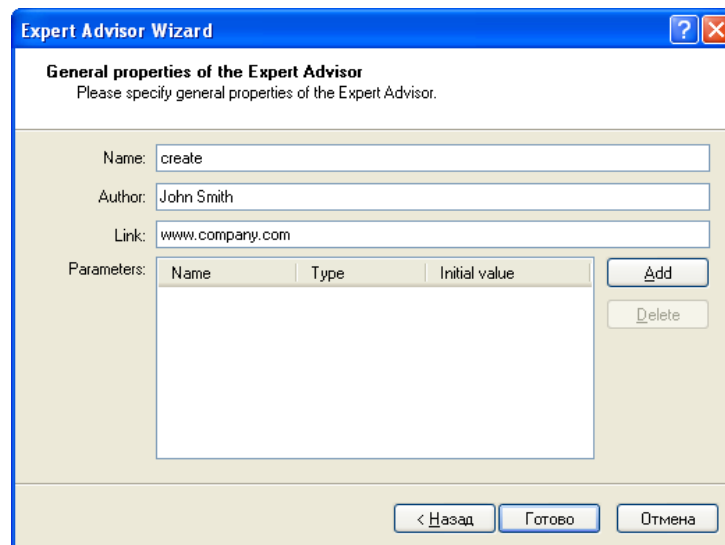 Expert Advisor Wizard
General properties of the Expert Advisor
Please specify general properties of the Expert Advisor.
Name: create
Author: John Smith
Link: www.company.com
Parameters: Name Type Initial value Add
Delete
< Назад Готово Отмена